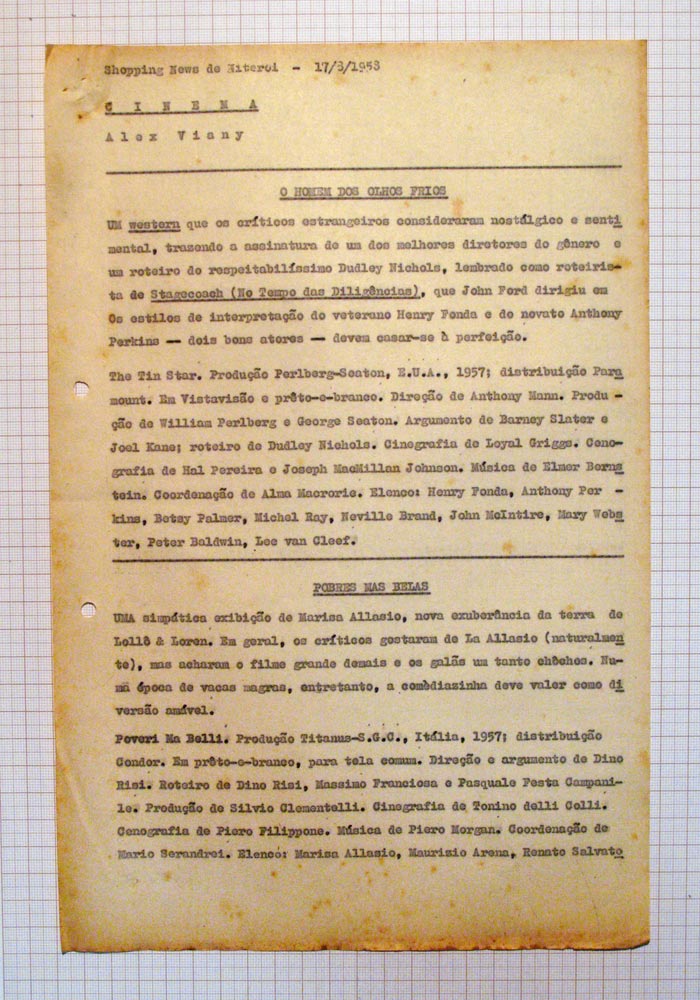 Shopping News de Niteroi - 17/3/1958
C I N E M A
Alex Viany
O HOMEM DOS OLHOS FRIOS
UM western que os críticos estrangeiros consideraram nostálgico e senti
mental, trazendo a assinatura de um dos melhores diretores do gênero e
um roteiro do respeitabilíssimo Dudley Nichols, lembrado como roteiris-
ta de Stagecoach (No Tempo das Diligências), que John Ford dirigiu em
Os estilos de interpretação do veterano Henry Fonda e do novato Anthony
Perkins -- dois bons atores -- devem casar-se à perfeição.
The Tin Star. Produção Perlberg-Seaton, E.U.A., 1957; distribuição Para
mount. Em Vistavisão e prêto-e-branco. Direção de Anthony Mann. Produ -
ção de William Perlberg e George Seaton. Argumento de Barney Slater e
Joel Kane; roteiro de Dudley Nichols. Cinegrafia de Loyal Griggs. Ceno-
grafia de Hal Pereira e Joseph MacMillan Johnson. Música de Elmer Berns
tein. Coordenação de Alma Macrorie. Elenco: Henry Fonda, Anthony Per -
kins, Betsy Palmer, Michel Ray, Neville Brand, John McIntire, Mary Webs
ter, Peter Baldwin, Lee van Cleef.
POBRES MAS BELAS
UMA simpática exibição de Marisa Allasio, nova exuberância da terra de
Lollô & Loren. Em geral, os críticos gostaram de La Allasio (naturalmen
te), mas acharam o filme grande demais e os galãs um tanto chôchos. Nu-
ma época de vacas magras, entretanto, a comèdiazinha deve valer como di
versão amável.
Poveri Ma Belli. Produção Titanus-S.G.C., Itália, 1957; distribuição
Condor. Em prêto-e-branco, para tela comum. Direção e argumento de Dino
Risi. Roteiro de Dino Risi, Massimo Franciosa e Pasquale Festa Campani-
le. Produção de Silvio Clementelli. Cinegrafia de Tonino delli Colli.
Cenografia de Piero Filippone. Música de Piero Morgan. Coordenação de
Mario Serandrei. Elenco: Marisa Allasio, Maurizio Arena, Renato Salvato